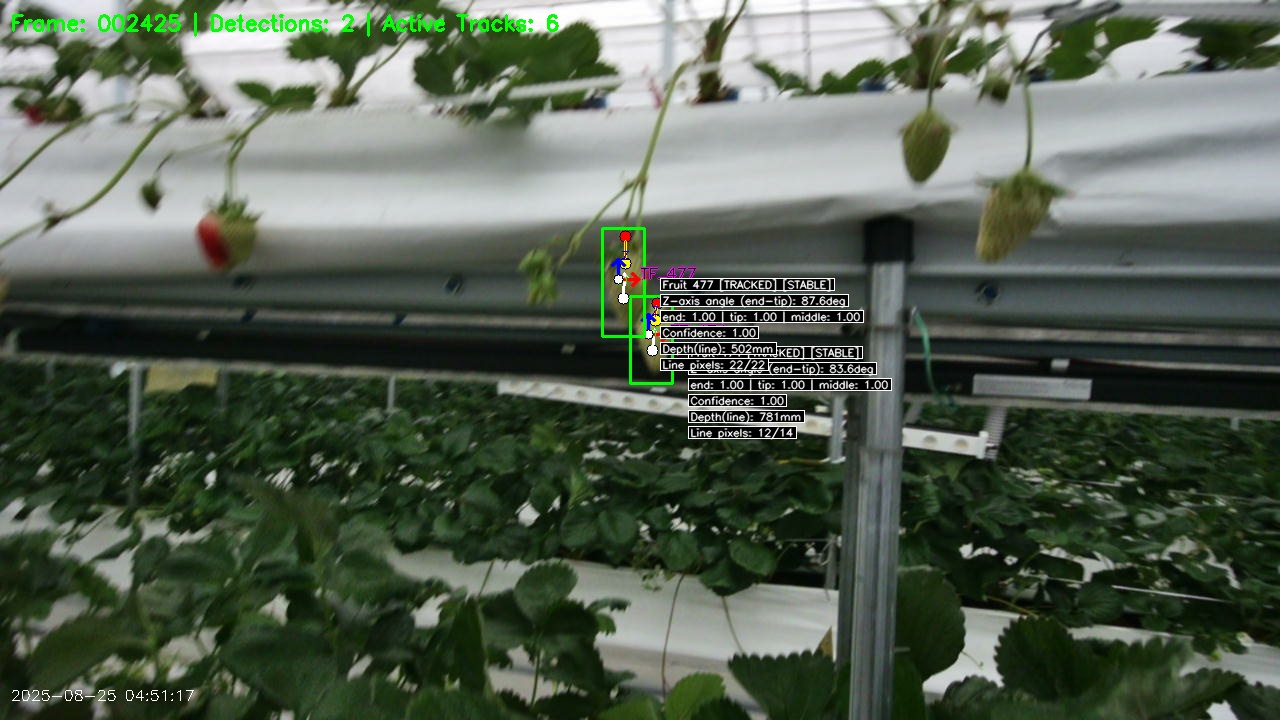 Frame: 002425 | Detections: 2 | Active Tracks: 6
TF_477
Fruit 477 [TRACKED] [STABLE]
Z-axis angle (end-tip): 87.6deg
end: 1.00 | tip: 1.00 | middle: 1.00
Confidence: 1.00
Depth(line): 502mm
Line pixels: 22/22
[STABLE]
(end-tip): 83.6deg
end: 1.00 | tip: 1.00 | middle: 1.00
Confidence: 1.00
Depth(line): 781mm
Line pixels: 12/14
2025-08-25 04:51:17